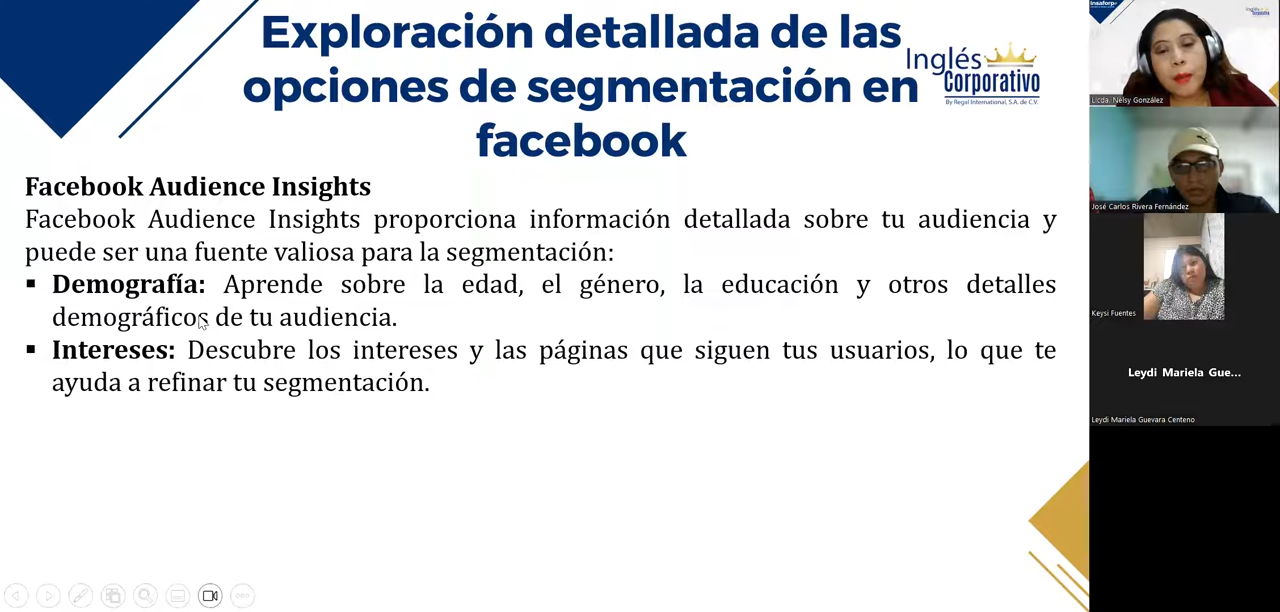 Exploración detallada de las
opciones de segmentación en
facebook
Inglés
Corporativo
By Regal International, S.A. de C.V.
Facebook Audience Insights
Facebook Audience Insights proporciona información detallada sobre tu audiencia y
puede ser una fuente valiosa para la segmentación:
▪ Demografía: Aprende sobre la edad, el género, la educación y otros detalles
demográficos de tu audiencia.
▪ Intereses: Descubre los intereses y las páginas que siguen tus usuarios, lo que te
ayuda a refinar tu segmentación.
Insaforp
Licda. Nelsy González
José Carlos Rivera Fernández
Keysi Fuentes
Leydi Mariela Gue...
Leydi Mariela Guevara Centeno